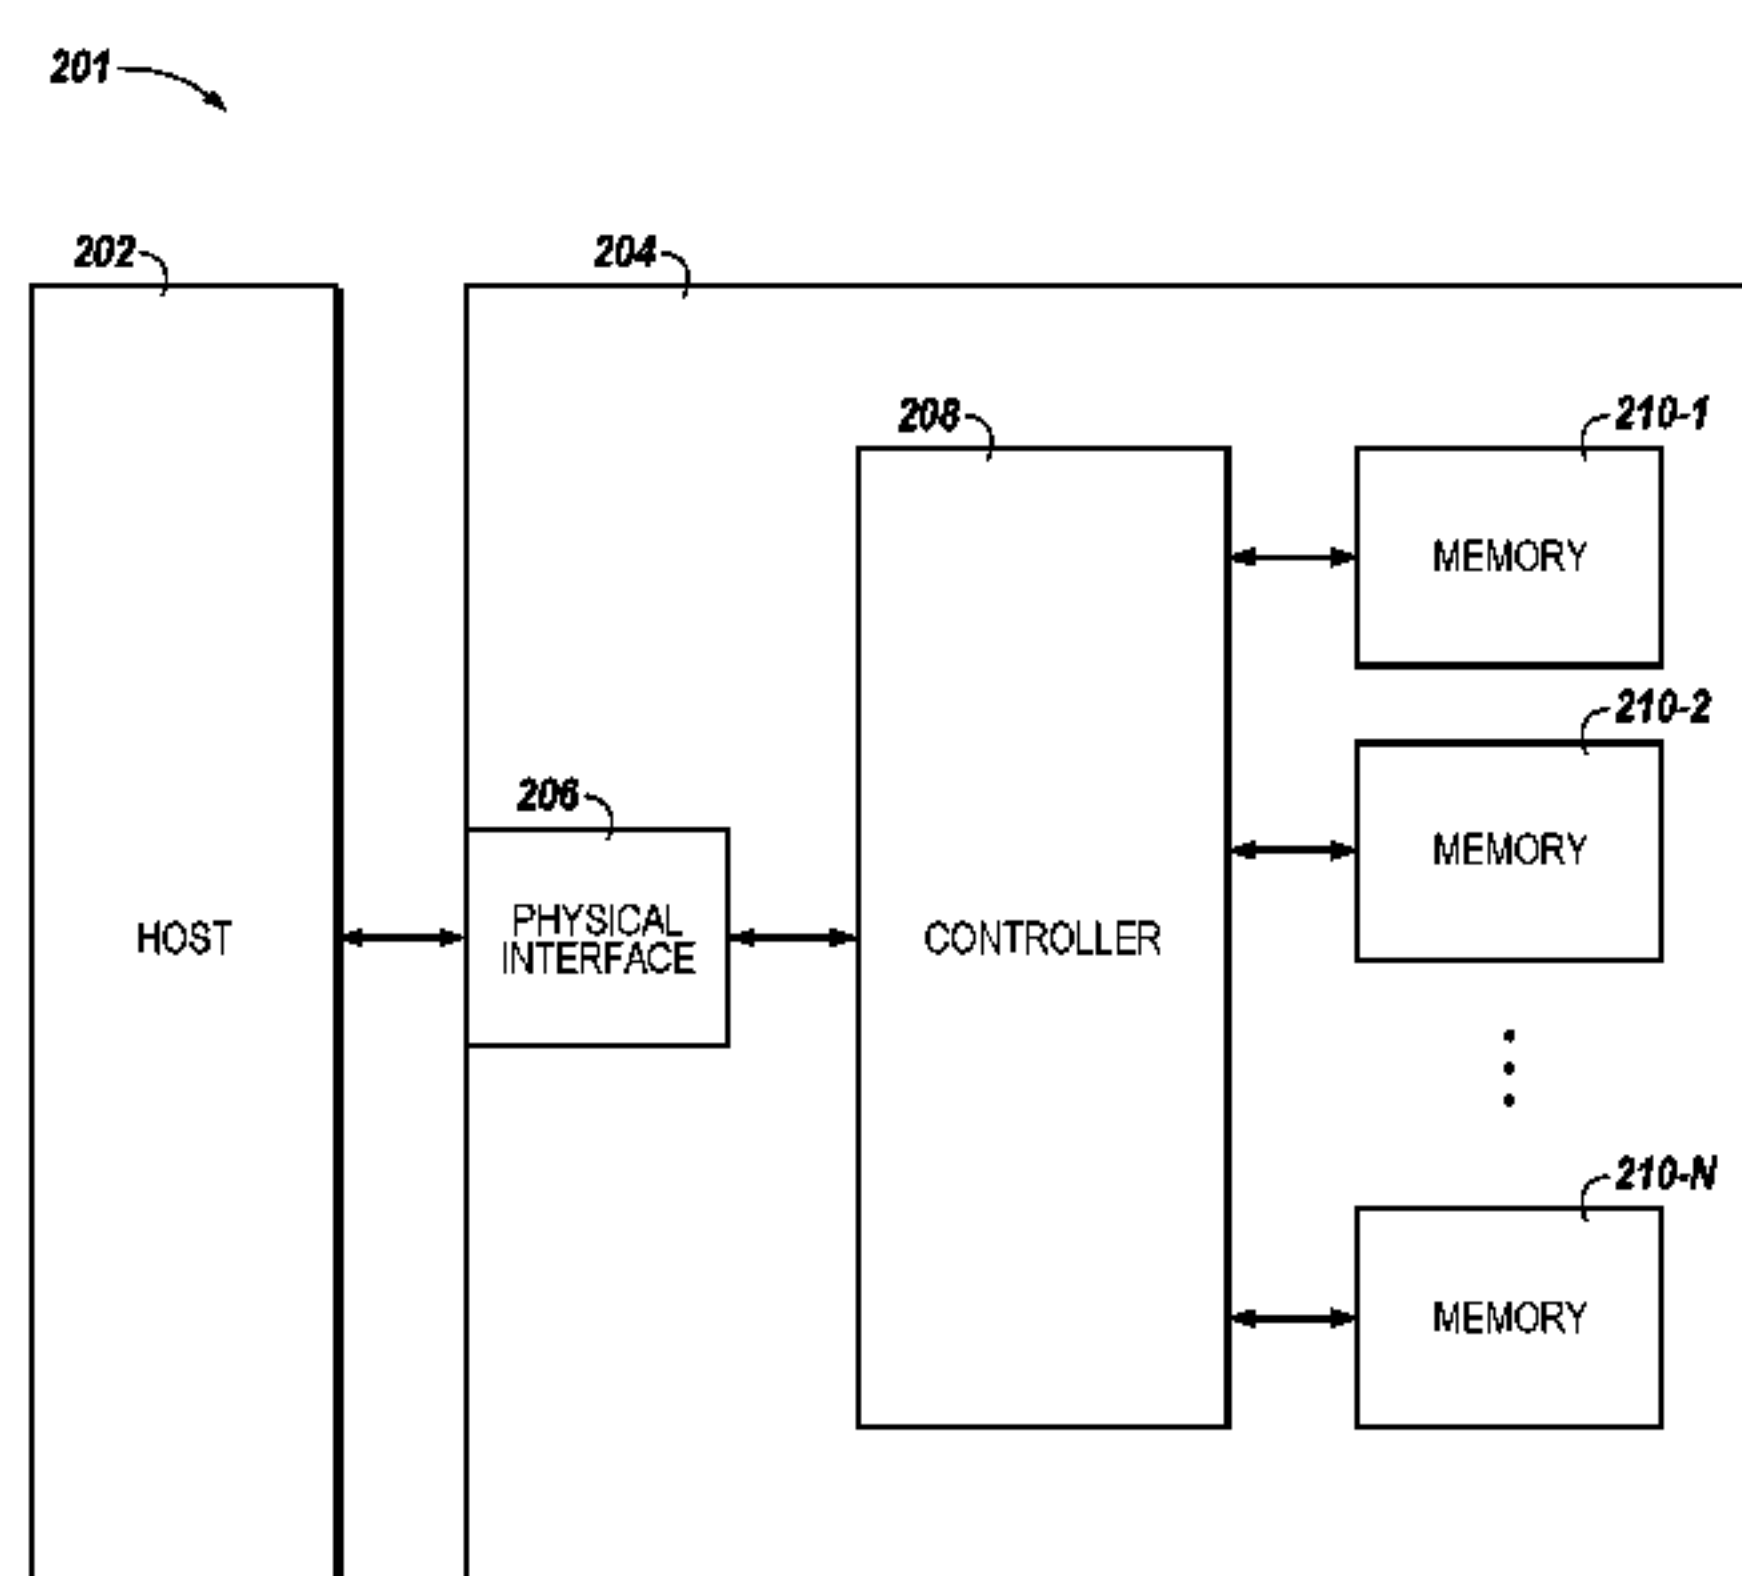 201
202
204
208
210-1
MEMORY
210-2
206
MEMORY
HOST
PHYSICAL
INTERFACE
CONTROLLER
210-N
MEMORY